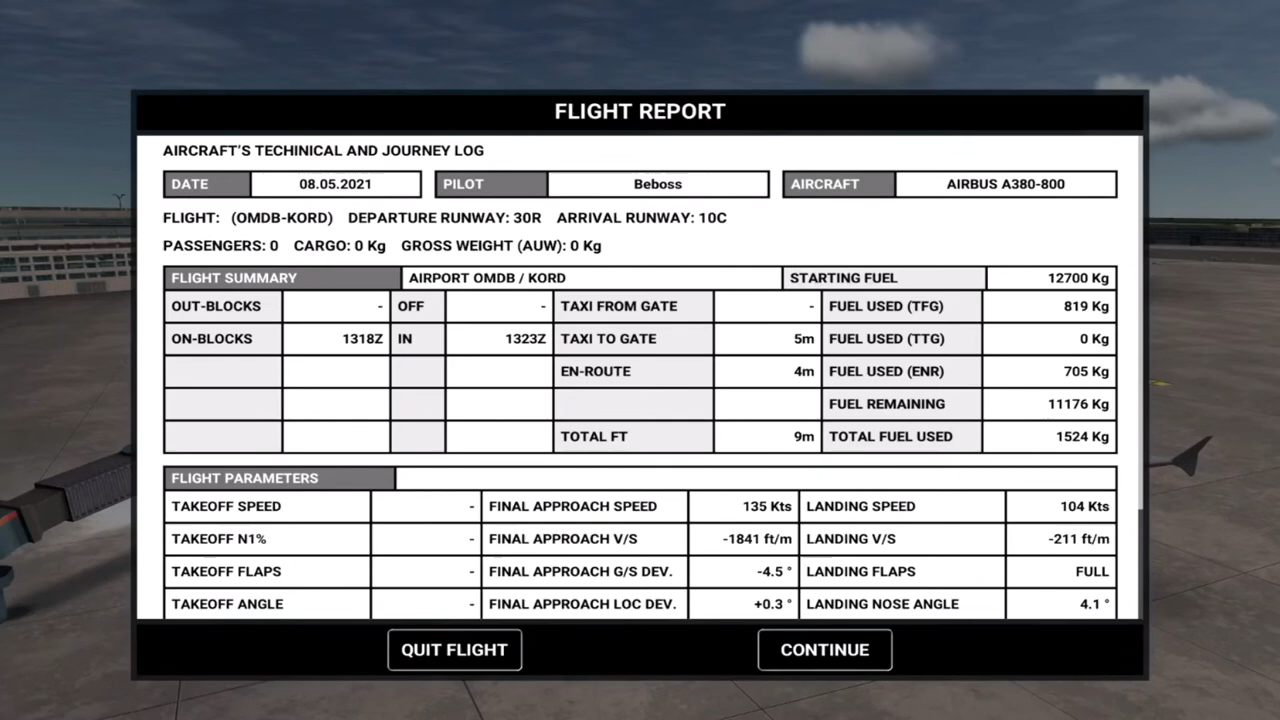 FLIGHT REPORT
AIRCRAFT'S TECHINICAL AND JOURNEY LOG
DATE 08.05.2021 PILOT Beboss AIRCRAFT AIRBUS A380-800
FLIGHT: (OMDB-KORD) DEPARTURE RUNWAY: 30R ARRIVAL RUNWAY: 10C
PASSENGERS: 0 CARGO: 0 Kg GROSS WEIGHT (AUW): 0 Kg
FLIGHT SUMMARY AIRPORT OMDB / KORD STARTING FUEL 12700 Kg
OUT-BLOCKS - OFF - TAXI FROM GATE - FUEL USED (TFG) 819 Kg
ON-BLOCKS 1318Z IN 1323Z TAXI TO GATE 5m FUEL USED (TTG) 0 Kg
EN-ROUTE 4m FUEL USED (ENR) 705 Kg
FUEL REMAINING 11176 Kg
TOTAL FT 9m TOTAL FUEL USED 1524 Kg
FLIGHT PARAMETERS
TAKEOFF SPEED - FINAL APPROACH SPEED 135 Kts LANDING SPEED 104 Kts
TAKEOFF N1% - FINAL APPROACH V/S -1841 ft/m LANDING V/S -211 ft/m
TAKEOFF FLAPS - FINAL APPROACH G/S DEV. -4.5 ° LANDING FLAPS FULL
TAKEOFF ANGLE - FINAL APPROACH LOC DEV. +0.3 ° LANDING NOSE ANGLE 4.1 °
QUIT FLIGHT CONTINUE